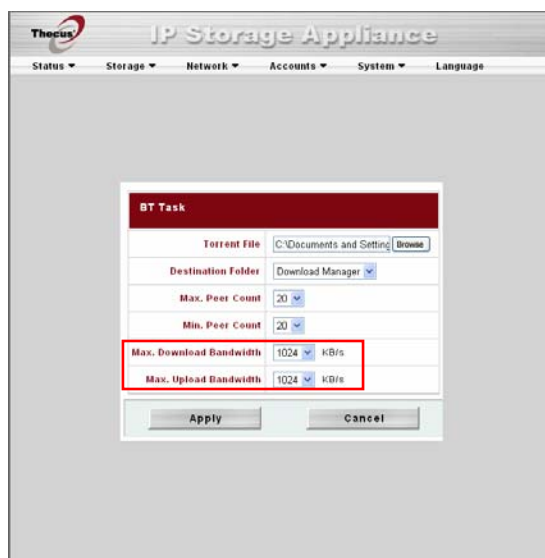 Thecus
IP Storage Appliance
Status Storage Network Accounts System Language
BT Task
Torrent File C:\Documents and Setting Browse
Destination Folder Download Manager
Max. Peer Count 20
Min. Peer Count 20
Max. Download Bandwidth 1024 KB/s
Max. Upload Bandwidth 1024 KB/s
Apply Cancel